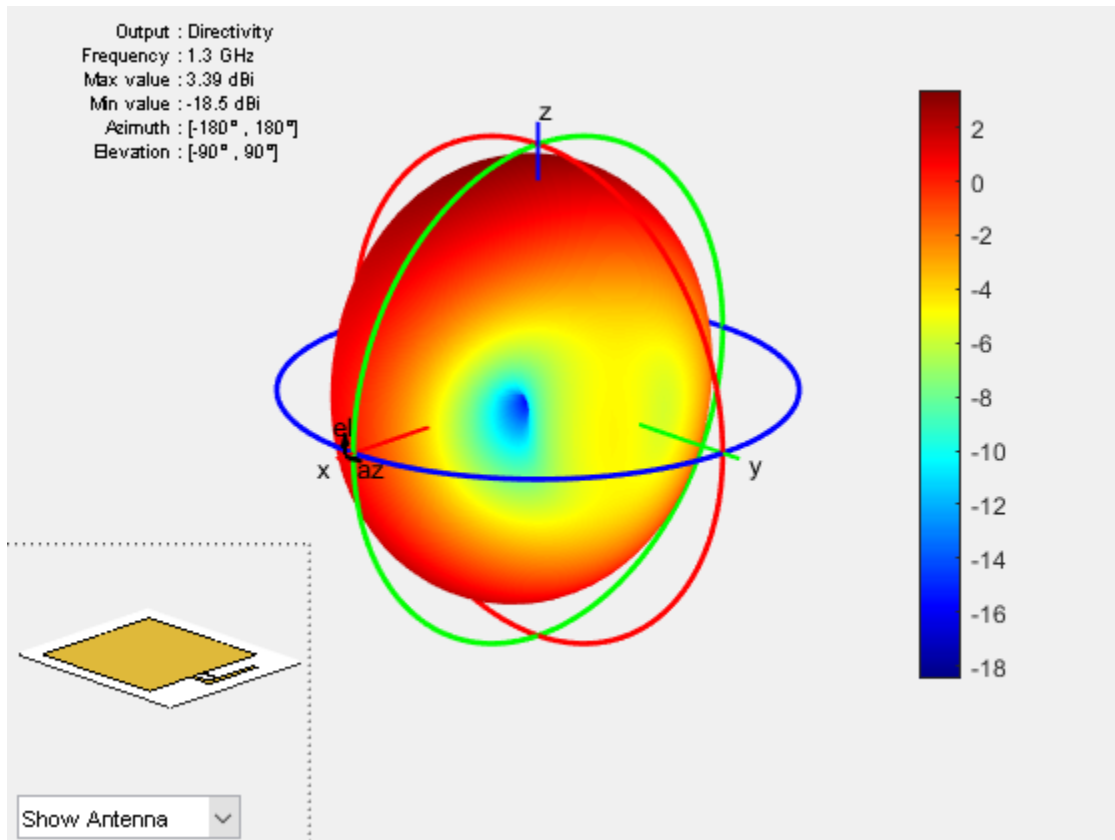 Output : Directivity
Frequency : 1.3 GHz
Max value : 3.39 dBi
Min value : -18.5 dBi
Azimuth : [-180° , 180°]
Elevation : [-90° , 90°]
z
2
0
-2
-4
-6
-8
-10
-12
-14
-16
-18
el
x
az
y
Show Antenna